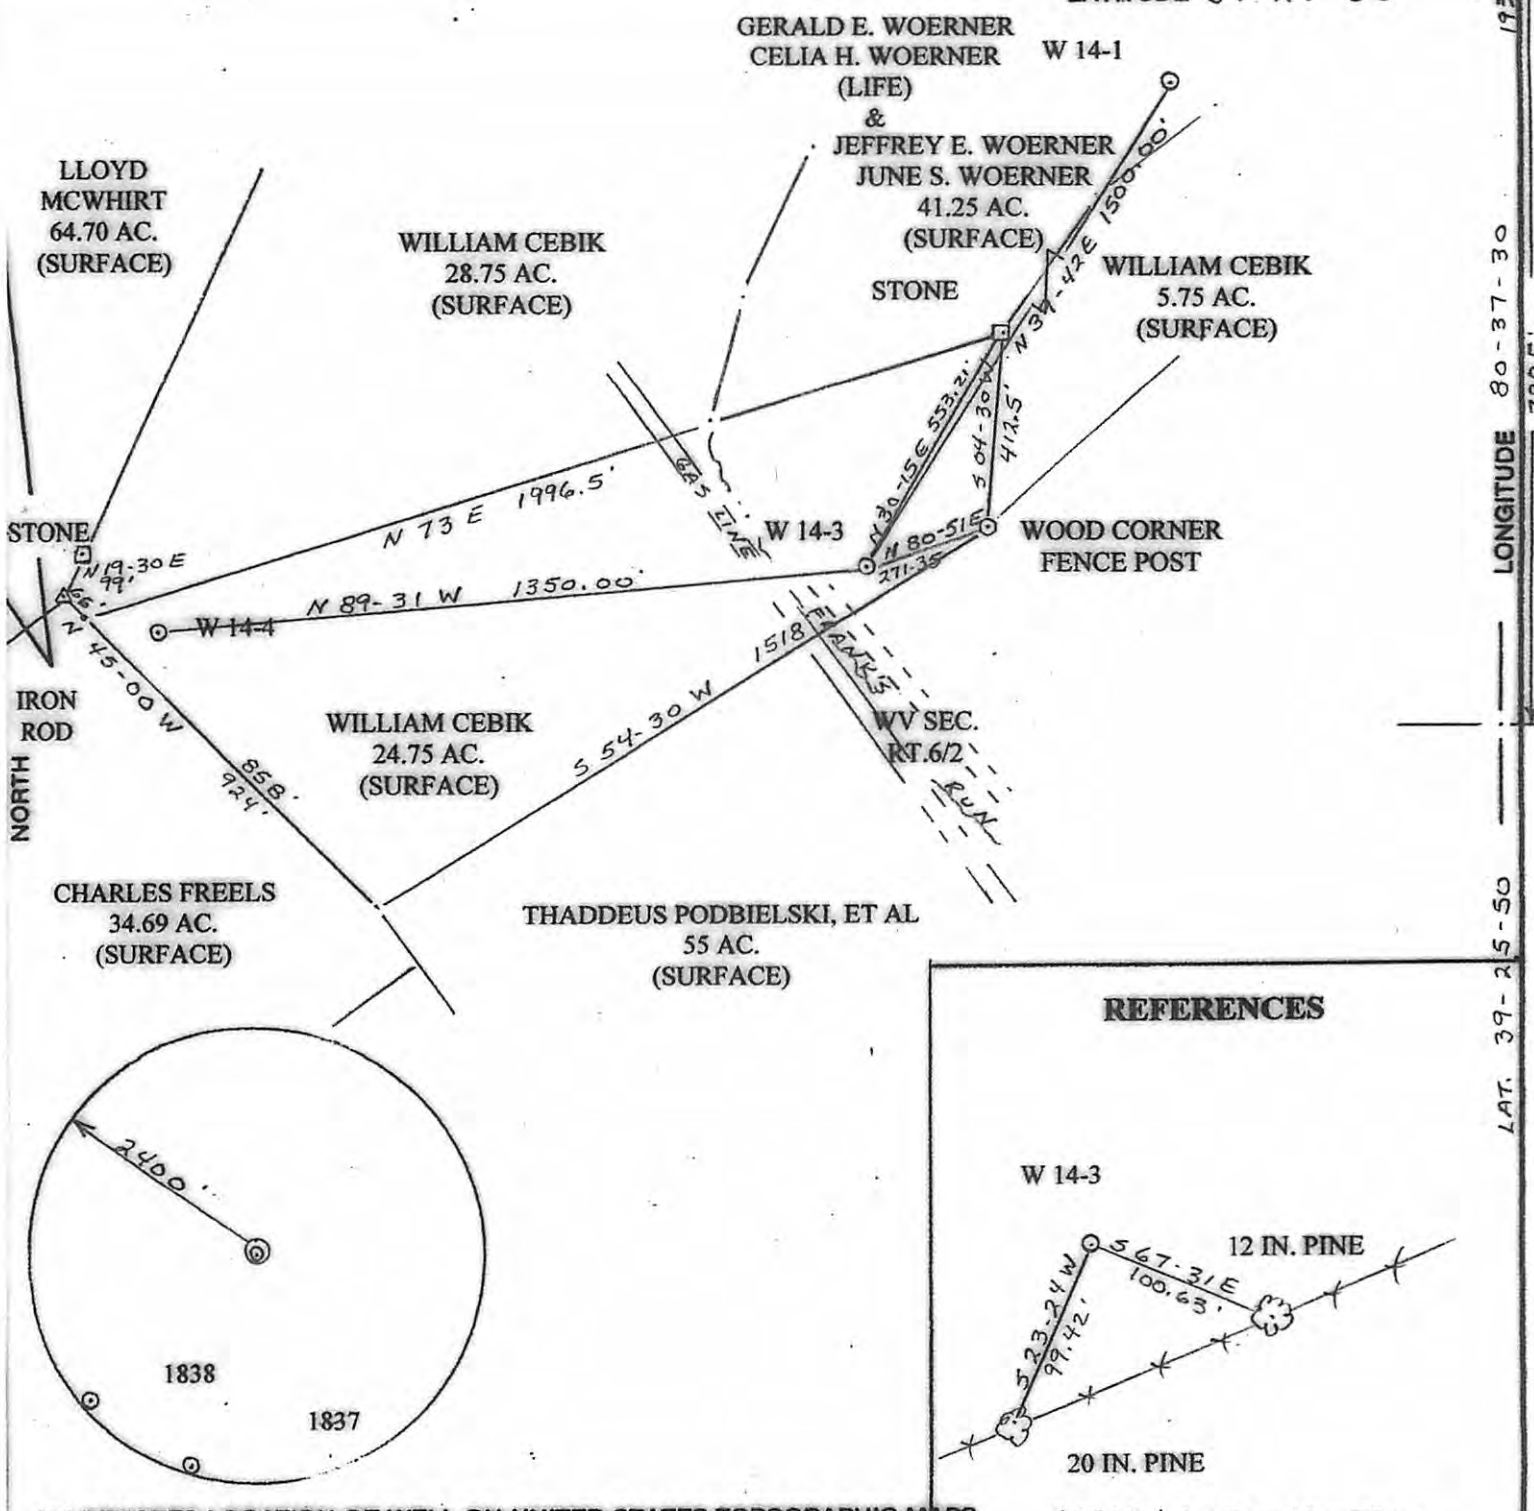 GERALD E. WOERNER
CELIA H. WOERNER
(LIFE)
&
JEFFREY E. WOERNER
JUNE S. WOERNER
41.25 AC.
(SURFACE)
W 14-1
LLOYD
MCWHIRT
64.70 AC.
(SURFACE)
WILLIAM CEBIK
28.75 AC.
(SURFACE)
STONE
WILLIAM CEBIK
5.75 AC.
(SURFACE)
1500.00'
N 30-15 E 553.21'
S 04-30 W
412.5'
N 73 E 1996.5'
GAS LINE
W 14-3
N 80-51 E
271.35
WOOD CORNER
FENCE POST
STONE
N 19-30 E
99'
66'
N 89-31 W 1350.00'
W 14-4
N 45-00 W
858'
924'
IRON
ROD
NORTH
WILLIAM CEBIK
24.75 AC.
(SURFACE)
S 54-30 W 1518
FRANKS
RUN
WV SEC.
RT.6/2
CHARLES FREELS
34.69 AC.
(SURFACE)
THADDEUS PODBIELSKI, ET AL
55 AC.
(SURFACE)
LONGITUDE 80-37-30
LAT. 39-25-50
2400'
1838
1837
REFERENCES
W 14-3
S 67-31 E
100.63'
12 IN. PINE
S 23-24 W
99.42'
20 IN. PINE